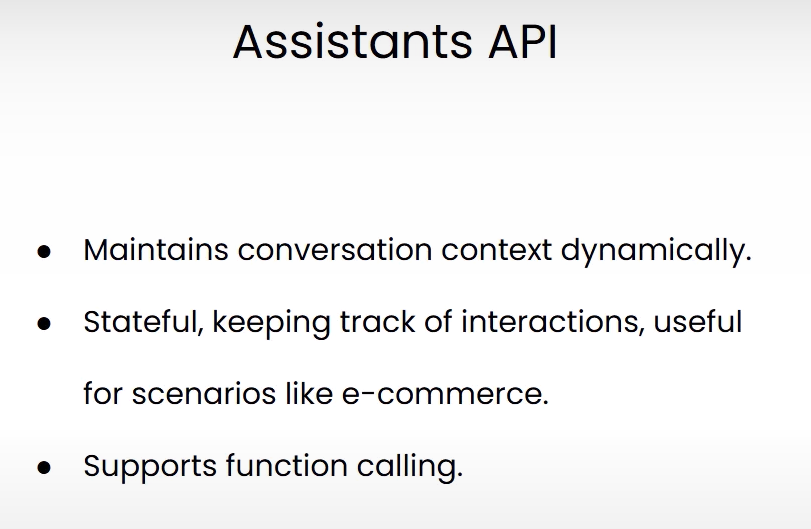 Assistants API
● Maintains conversation context dynamically.
● Stateful, keeping track of interactions, useful
for scenarios like e-commerce.
● Supports function calling.